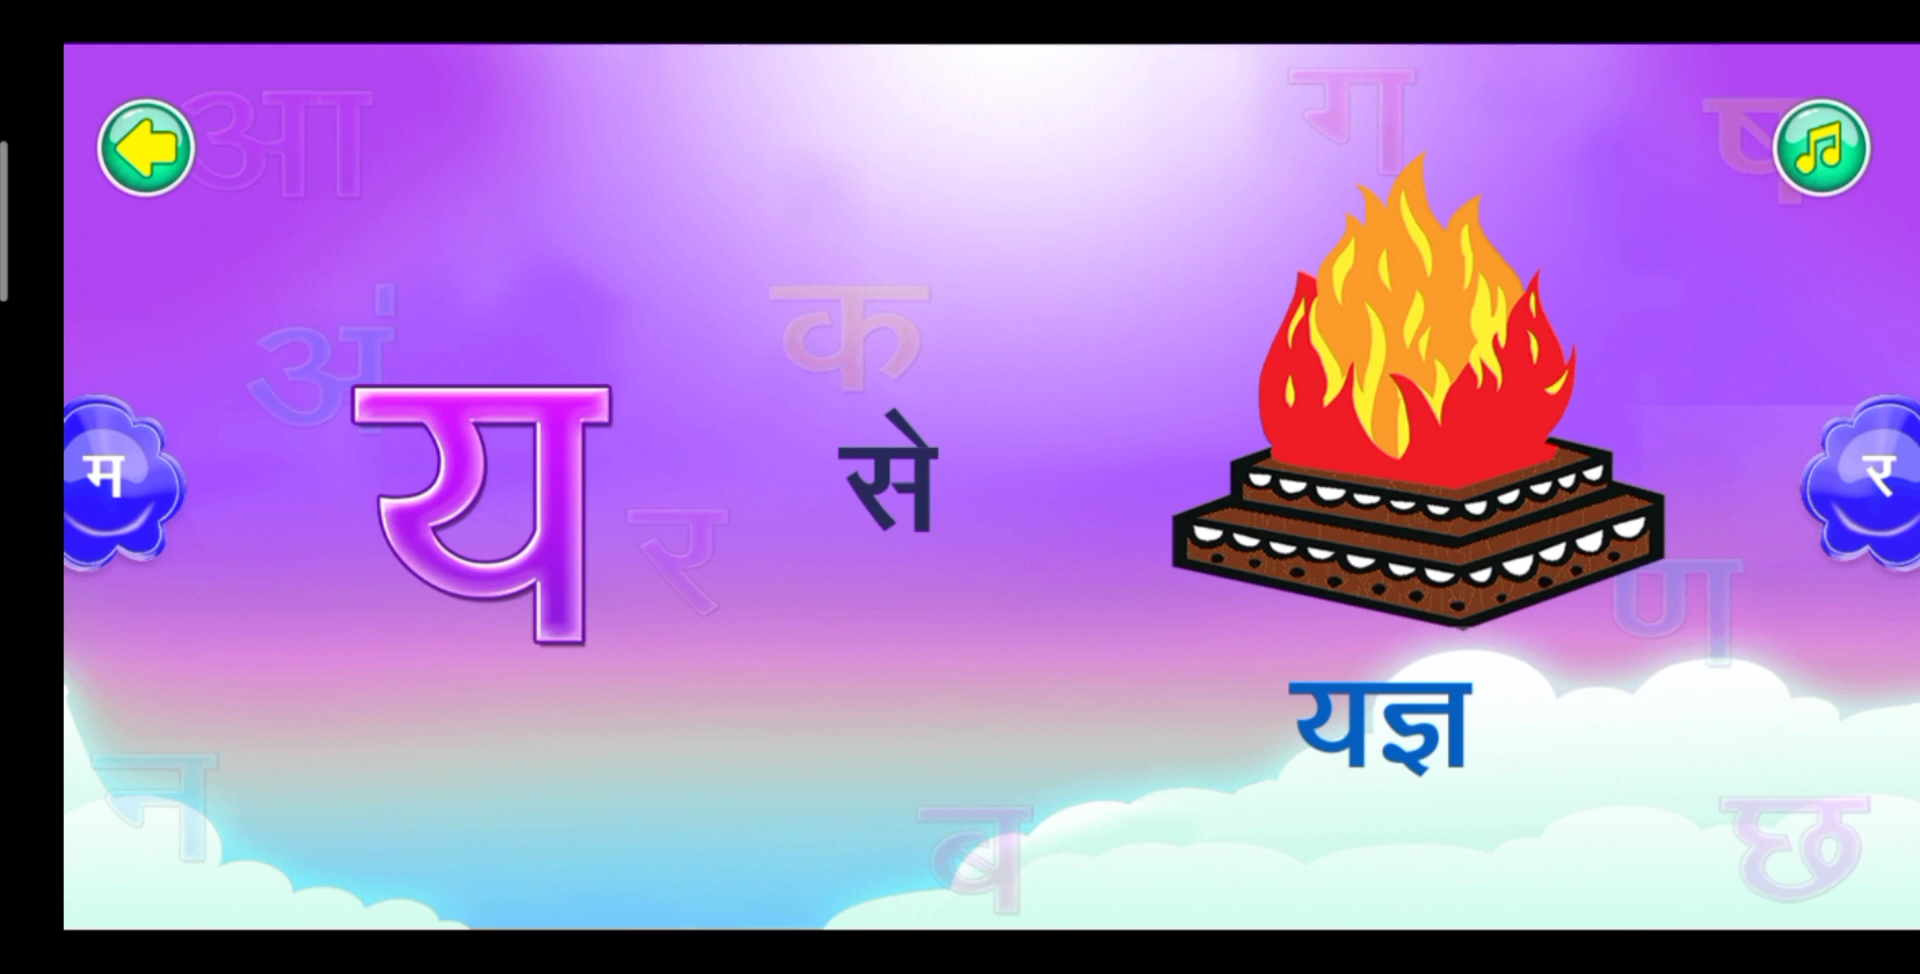 आ
ग
ष
अं
क
म
य
र
से
र
ण
यज्ञ
न
ब
छ